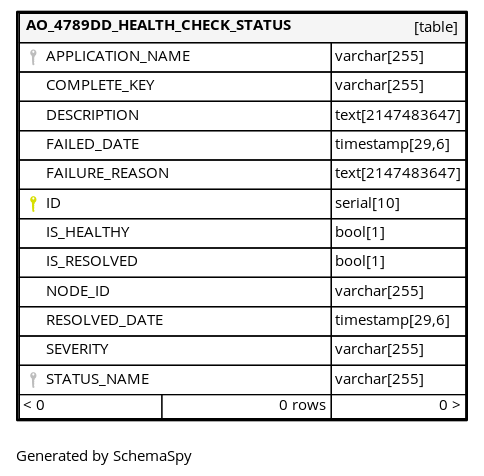 AO_4789DD_HEALTH_CHECK_STATUS [table]
APPLICATION_NAME varchar[255]
COMPLETE_KEY varchar[255]
DESCRIPTION text[2147483647]
FAILED_DATE timestamp[29,6]
FAILURE_REASON text[2147483647]
ID serial[10]
IS_HEALTHY bool[1]
IS_RESOLVED bool[1]
NODE_ID varchar[255]
RESOLVED_DATE timestamp[29,6]
SEVERITY varchar[255]
STATUS_NAME varchar[255]
< 0 0 rows 0 >
Generated by SchemaSpy